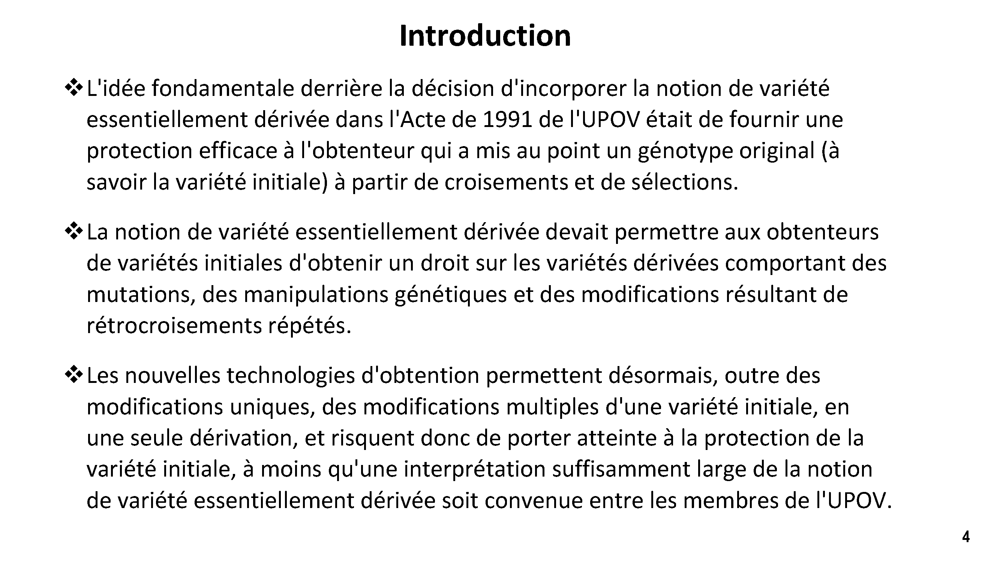 Introduction
❖L'idée fondamentale derrière la décision d'incorporer la notion de variété
essentiellement dérivée dans l'Acte de 1991 de l'UPOV était de fournir une
protection efficace à l'obtenteur qui a mis au point un génotype original (à
savoir la variété initiale) à partir de croisements et de sélections.
❖La notion de variété essentiellement dérivée devait permettre aux obtenteurs
de variétés initiales d'obtenir un droit sur les variétés dérivées comportant des
mutations, des manipulations génétiques et des modifications résultant de
rétrocroisements répétés.
❖Les nouvelles technologies d'obtention permettent désormais, outre des
modifications uniques, des modifications multiples d'une variété initiale, en
une seule dérivation, et risquent donc de porter atteinte à la protection de la
variété initiale, à moins qu'une interprétation suffisamment large de la notion
de variété essentiellement dérivée soit convenue entre les membres de l'UPOV.
4